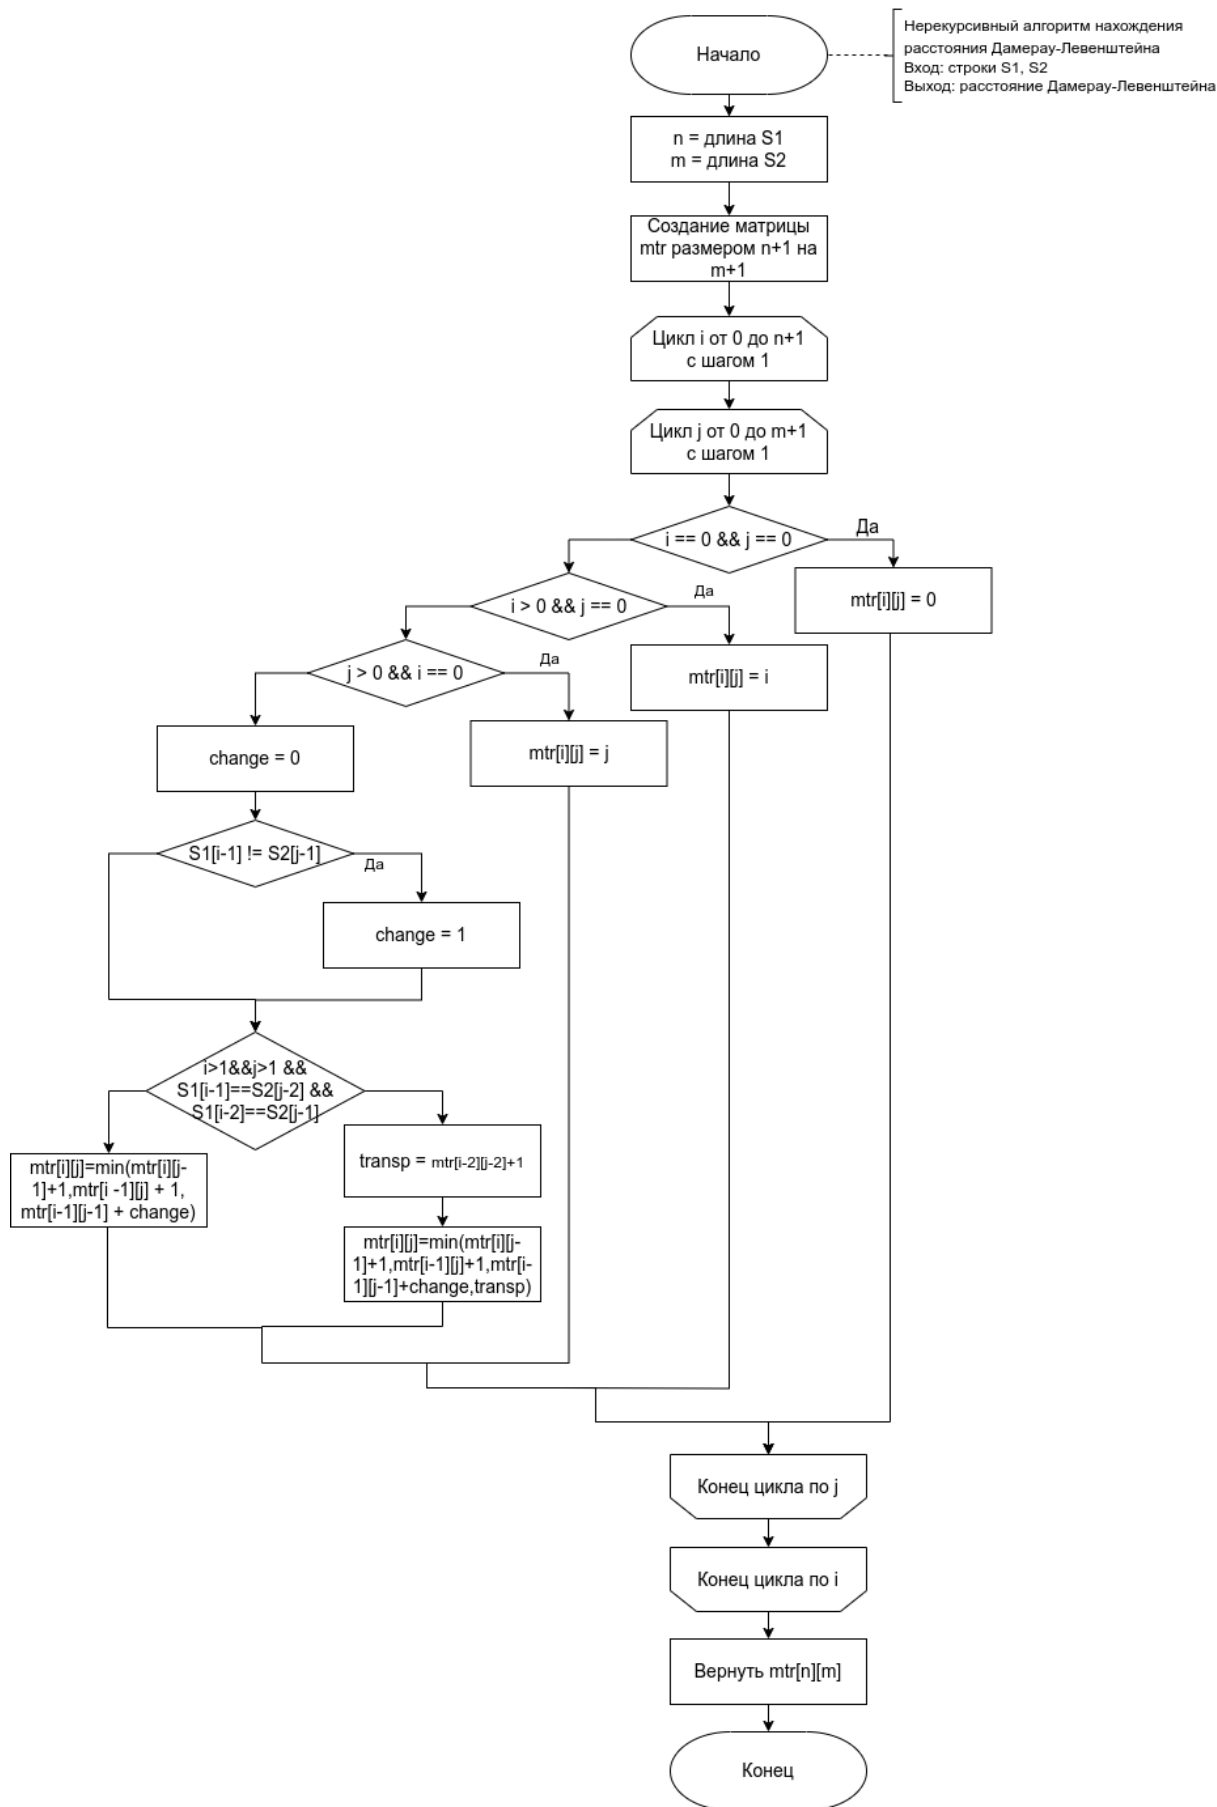 Начало
Нерекурсивный алгоритм нахождения
расстояния Дамерау-Левенштейна
Вход: строки S1, S2
Выход: расстояние Дамерау-Левенштейна
n = длина S1
m = длина S2
Создание матрицы
mtr размером n+1 на
m+1
Цикл i от 0 до n+1
с шагом 1
Цикл j от 0 до m+1
с шагом 1
i == 0 && j == 0
Да
mtr[i][j] = 0
i > 0 && j == 0
Да
mtr[i][j] = i
j > 0 && i == 0
Да
mtr[i][j] = j
change = 0
S1[i-1] != S2[j-1]
Да
change = 1
i>1&&j>1 &&
S1[i-1]==S2[j-2] &&
S1[i-2]==S2[j-1]
mtr[i][j]=min(mtr[i][j-
1]+1,mtr[i -1][j] + 1,
mtr[i-1][j-1] + change)
transp = mtr[i-2][j-2]+1
mtr[i][j]=min(mtr[i][j-
1]+1,mtr[i-1][j]+1,mtr[i-
1][j-1]+change,transp)
Конец цикла по j
Конец цикла по i
Вернуть mtr[n][m]
Конец